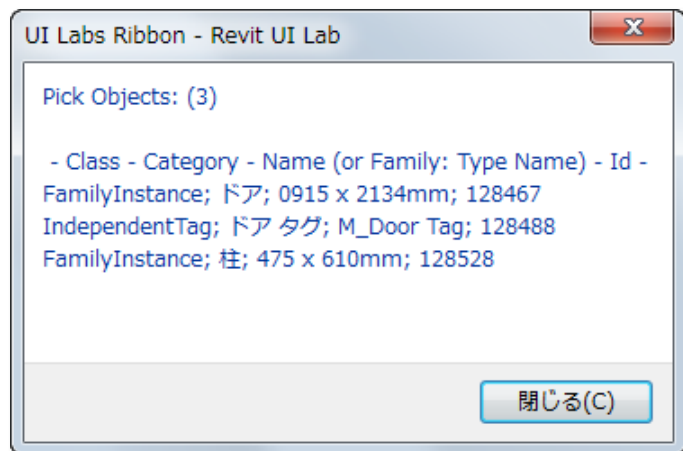 UI Labs Ribbon - Revit UI Lab
Pick Objects: (3)
- Class - Category - Name (or Family: Type Name) - Id -
FamilyInstance; ドア; 0915 x 2134mm; 128467
IndependentTag; ドア タグ; M_Door Tag; 128488
FamilyInstance; 柱; 475 x 610mm; 128528
閉じる(C)